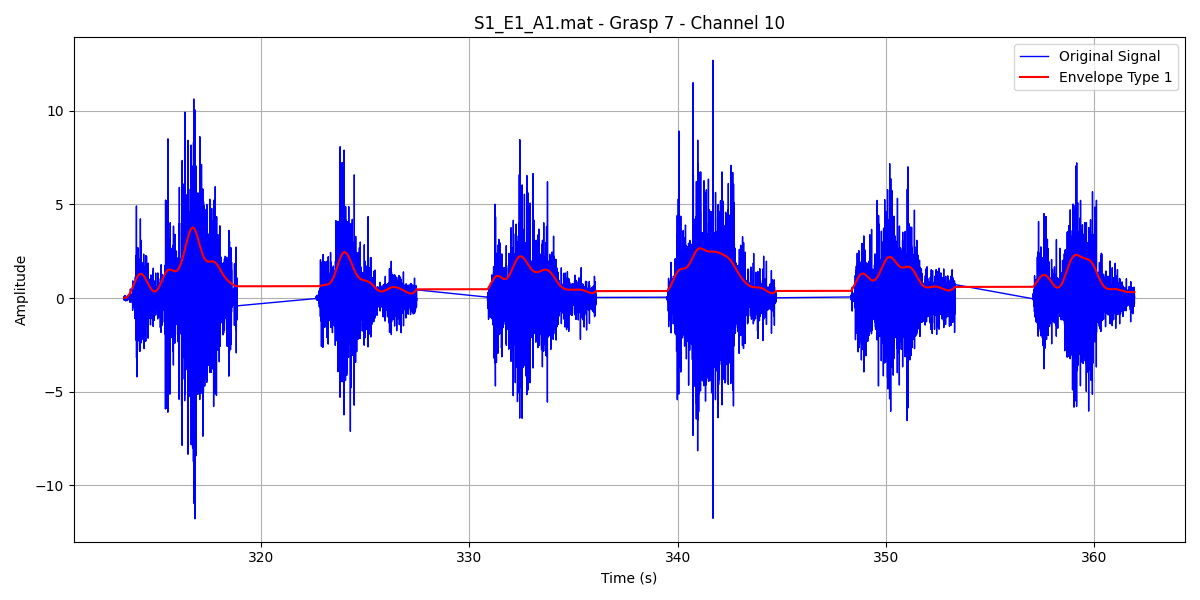 S1_E1_A1.mat - Grasp 7 - Channel 10
Original Signal
Envelope Type 1
Amplitude
10
5
0
−5
−10
320
330
340
350
360
Time (s)